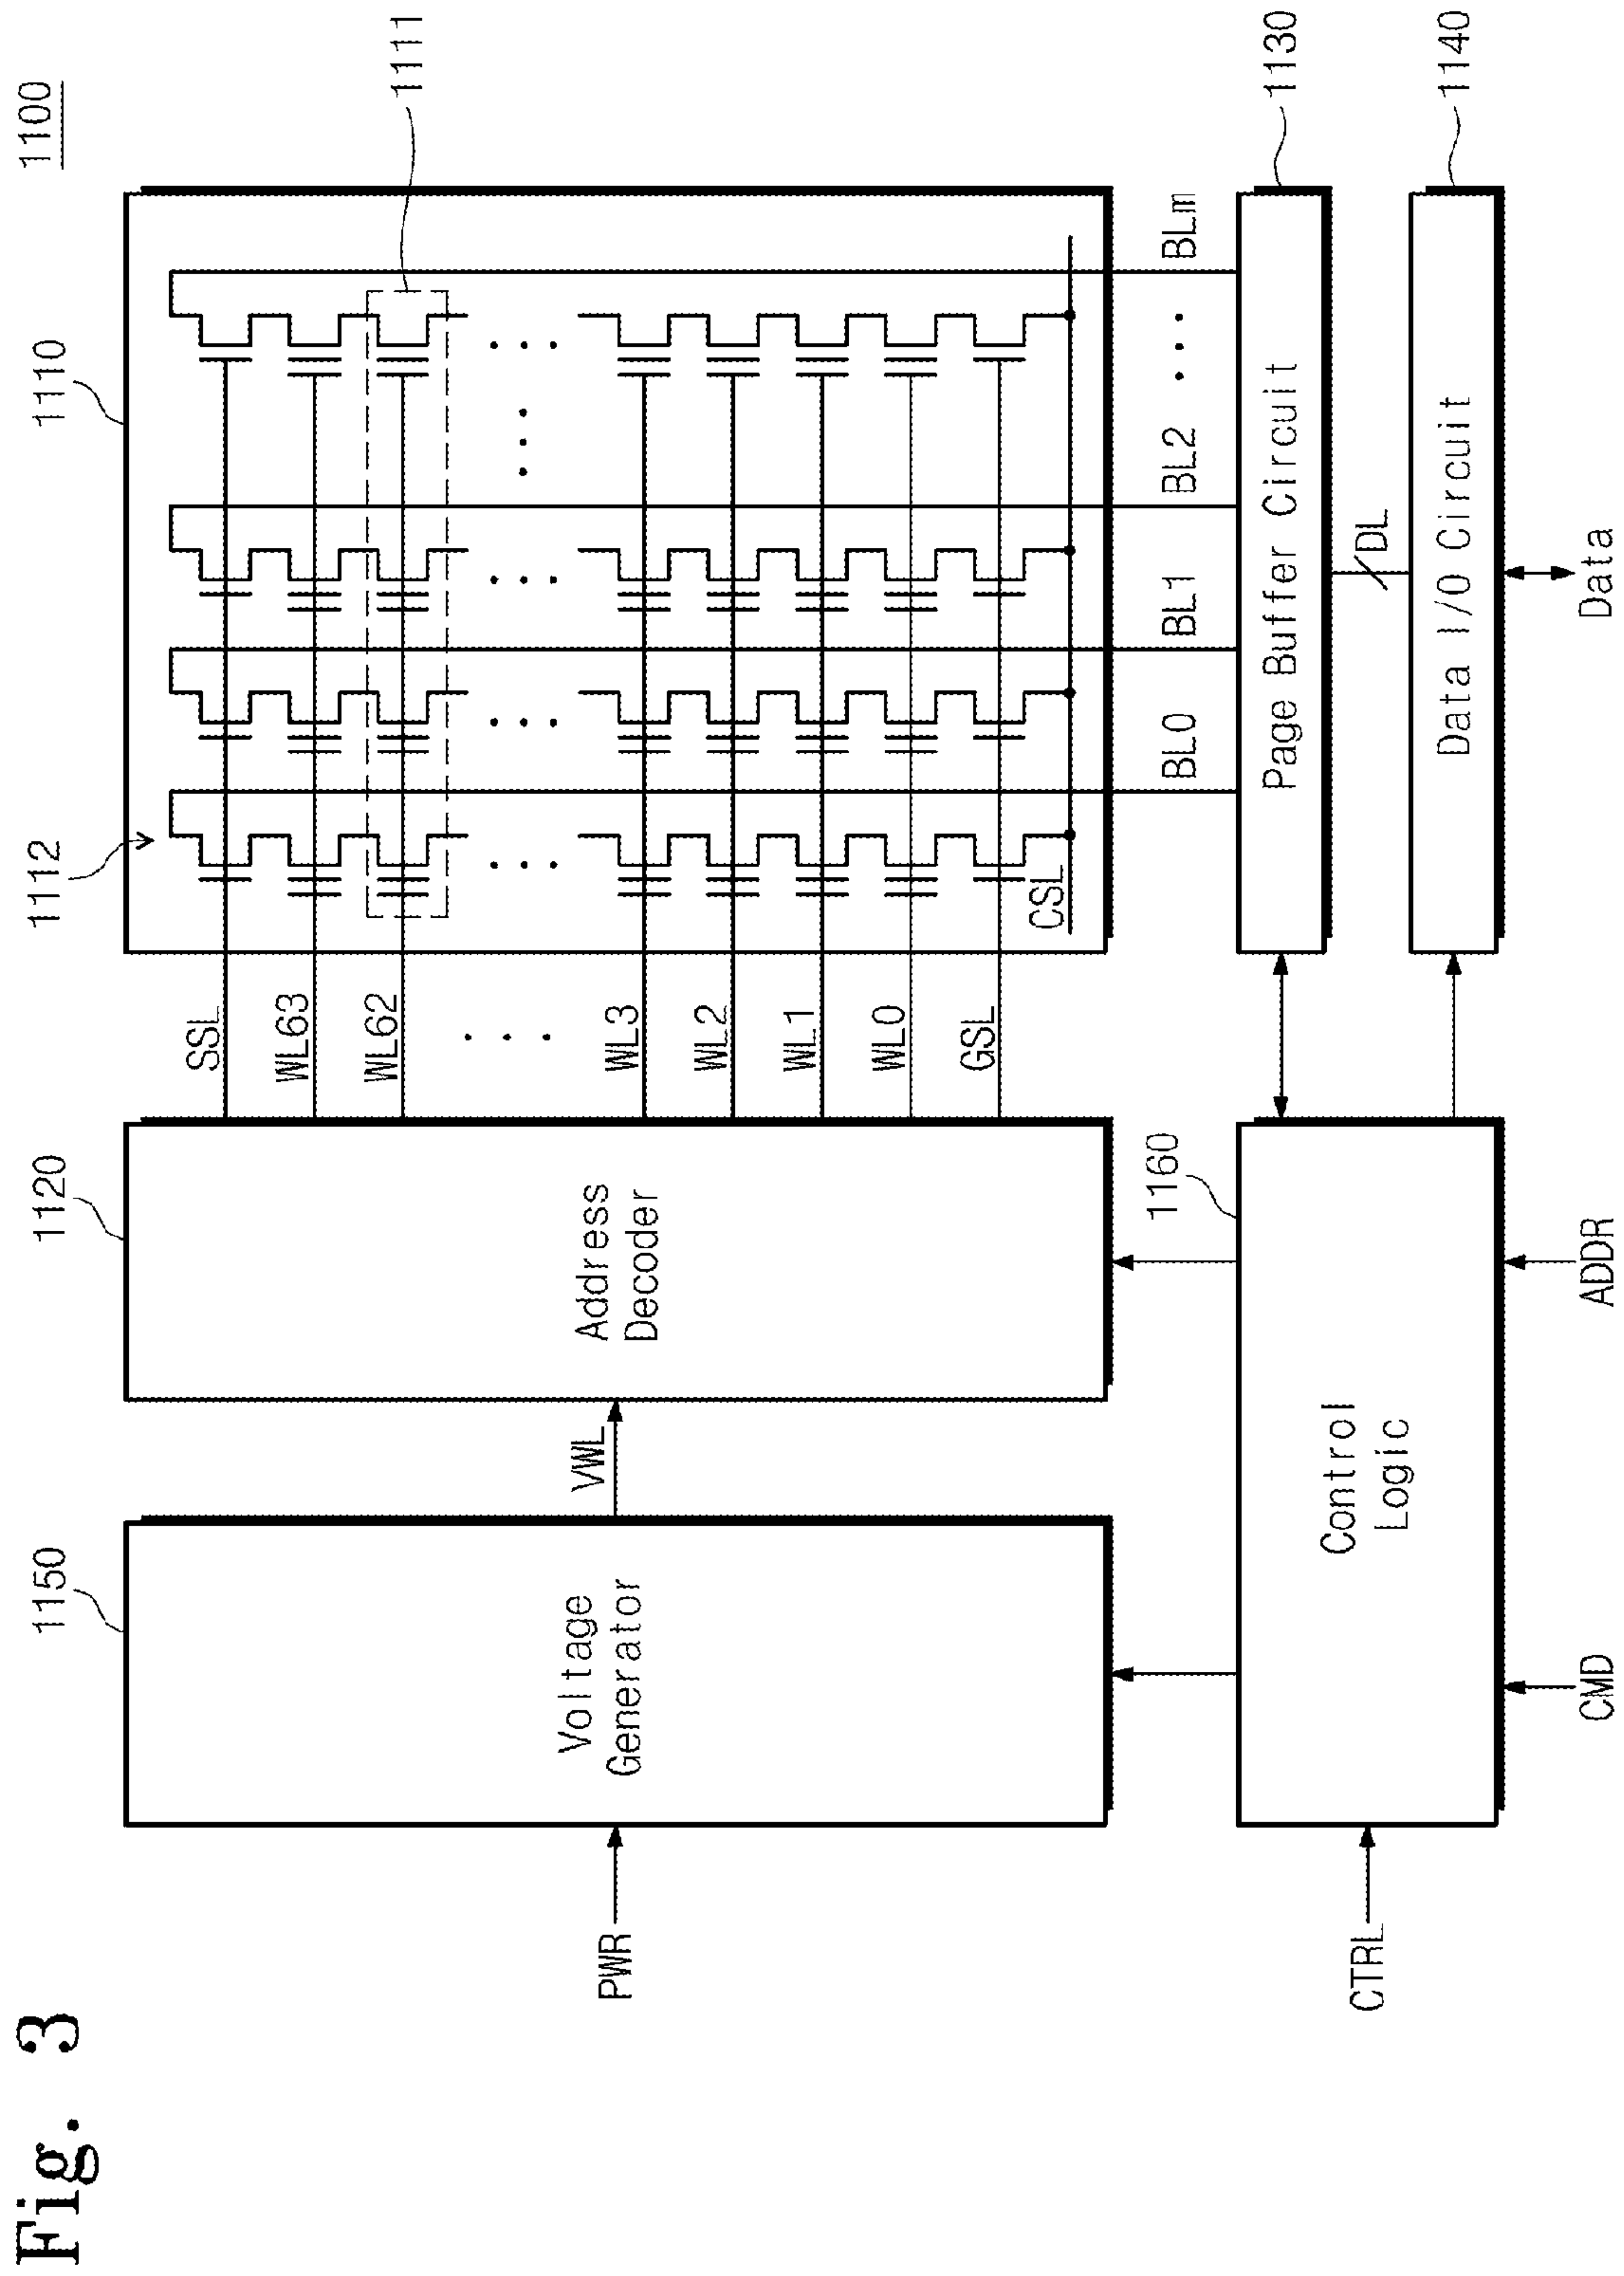 Fig. 3
1100
1150
1120
1112
1110
1111
PWR
Voltage
Generator
VWL
Address
Decoder
SSL
WL63
WL62
. . .
WL3
WL2
WL1
WL0
GSL
CSL
BL0
BL1
BL2
. . .
BLm
1160
CTRL
Control
Logic
Page Buffer Circuit
1130
DL
Data I/O Circuit
1140
CMD
ADDR
Data